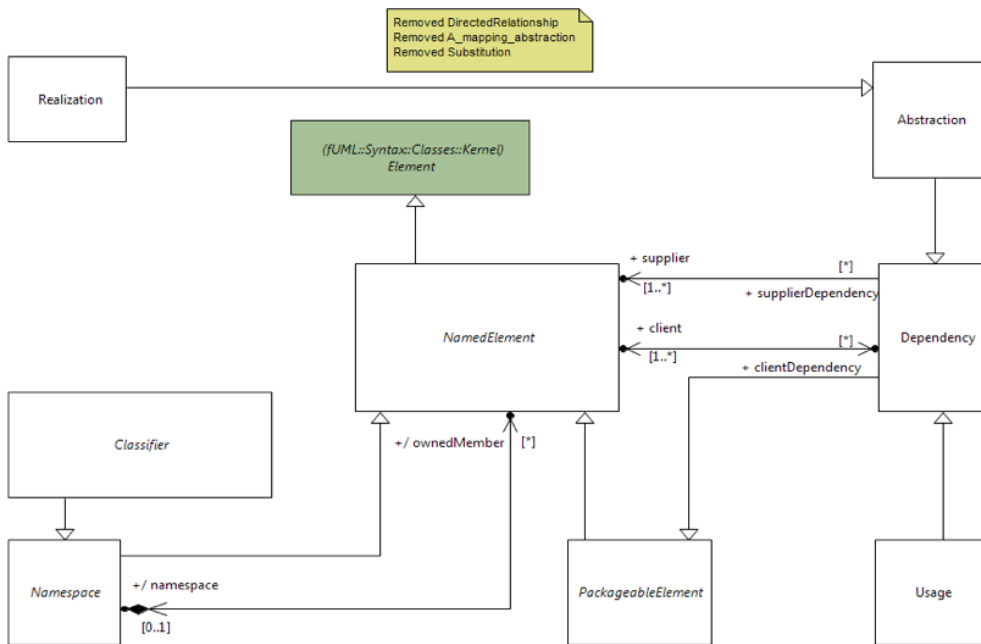 Removed DirectedRelationship
Removed A_mapping_abstraction
Removed Substitution
Realization
Abstraction
(fUML::Syntax::Classes::Kernel)
Element
+ supplier
[*]
[1..*]
+ supplierDependency
NamedElement
+ client
[*]
Dependency
[1..*]
+ clientDependency
Classifier
+/ ownedMember
[*]
Namespace
+/ namespace
[0..1]
PackageableElement
Usage